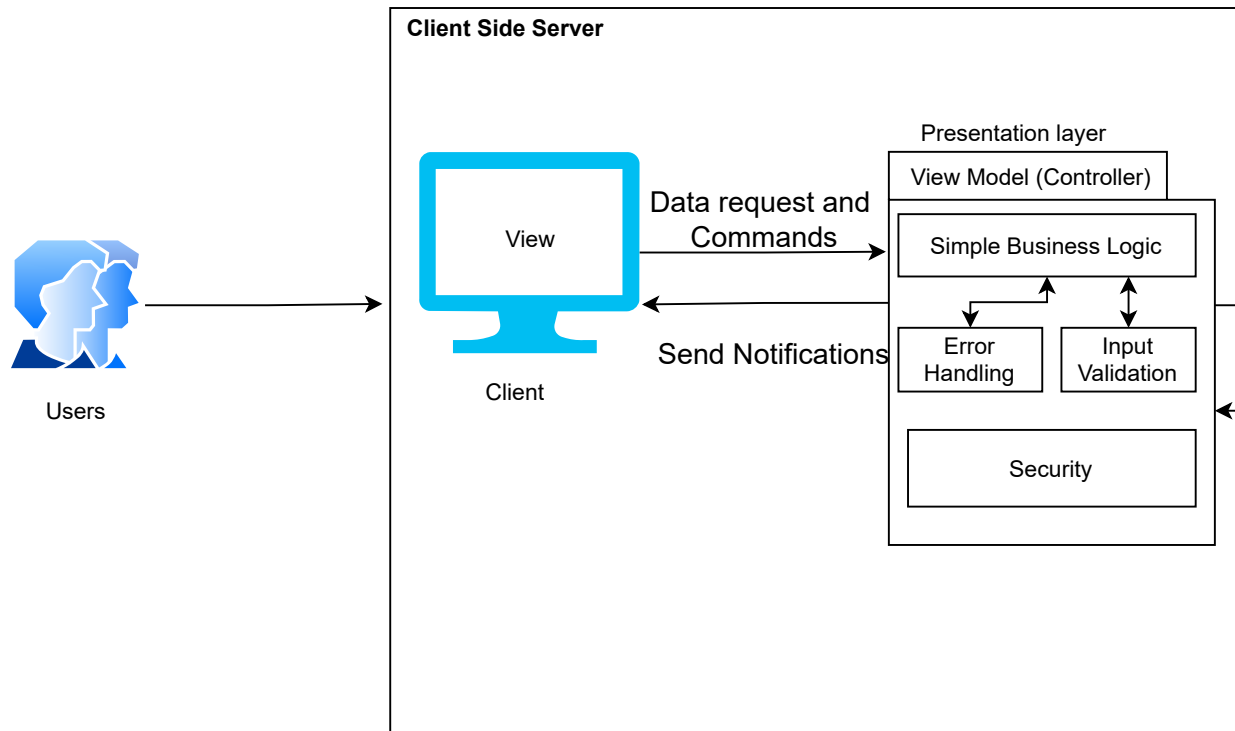 Client Side Server
Presentation layer
View Model (Controller)
Data request and
Commands
View
Simple Business Logic
Send Notifications
Error
Handling
Input
Validation
Client
Users
Security